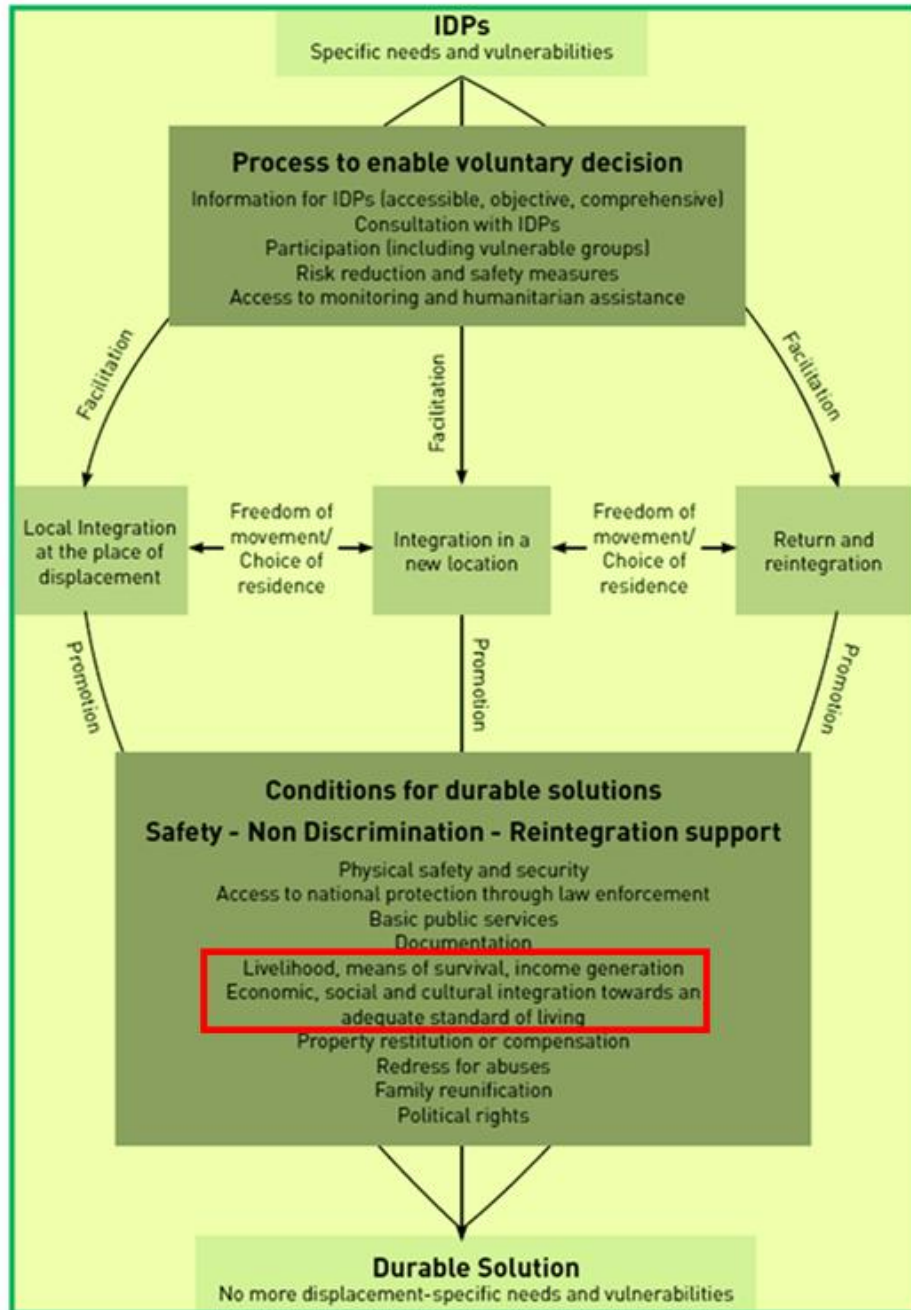 IDPs
Specific needs and vulnerabilities
Process to enable voluntary decision
Information for IDPs (accessible, objective, comprehensive)
Consultation with IDPs
Participation (including vulnerable groups)
Risk reduction and safety measures
Access to monitoring and humanitarian assistance
Facilitation
Facilitation
Facilitation
Local Integration
at the place of
displacement
Freedom of
movement/
Choice of
residence
Integration in a
new location
Freedom of
movement/
Choice of
residence
Return and
reintegration
Promotion
Promotion
Promotion
Conditions for durable solutions
Safety - Non Discrimination - Reintegration support
Physical safety and security
Access to national protection through law enforcement
Basic public services
Documentation
Livelihood, means of survival, income generation
Economic, social and cultural integration towards an
adequate standard of living
Property restitution or compensation
Redress for abuses
Family reunification
Political rights
Durable Solution
No more displacement-specific needs and vulnerabilities